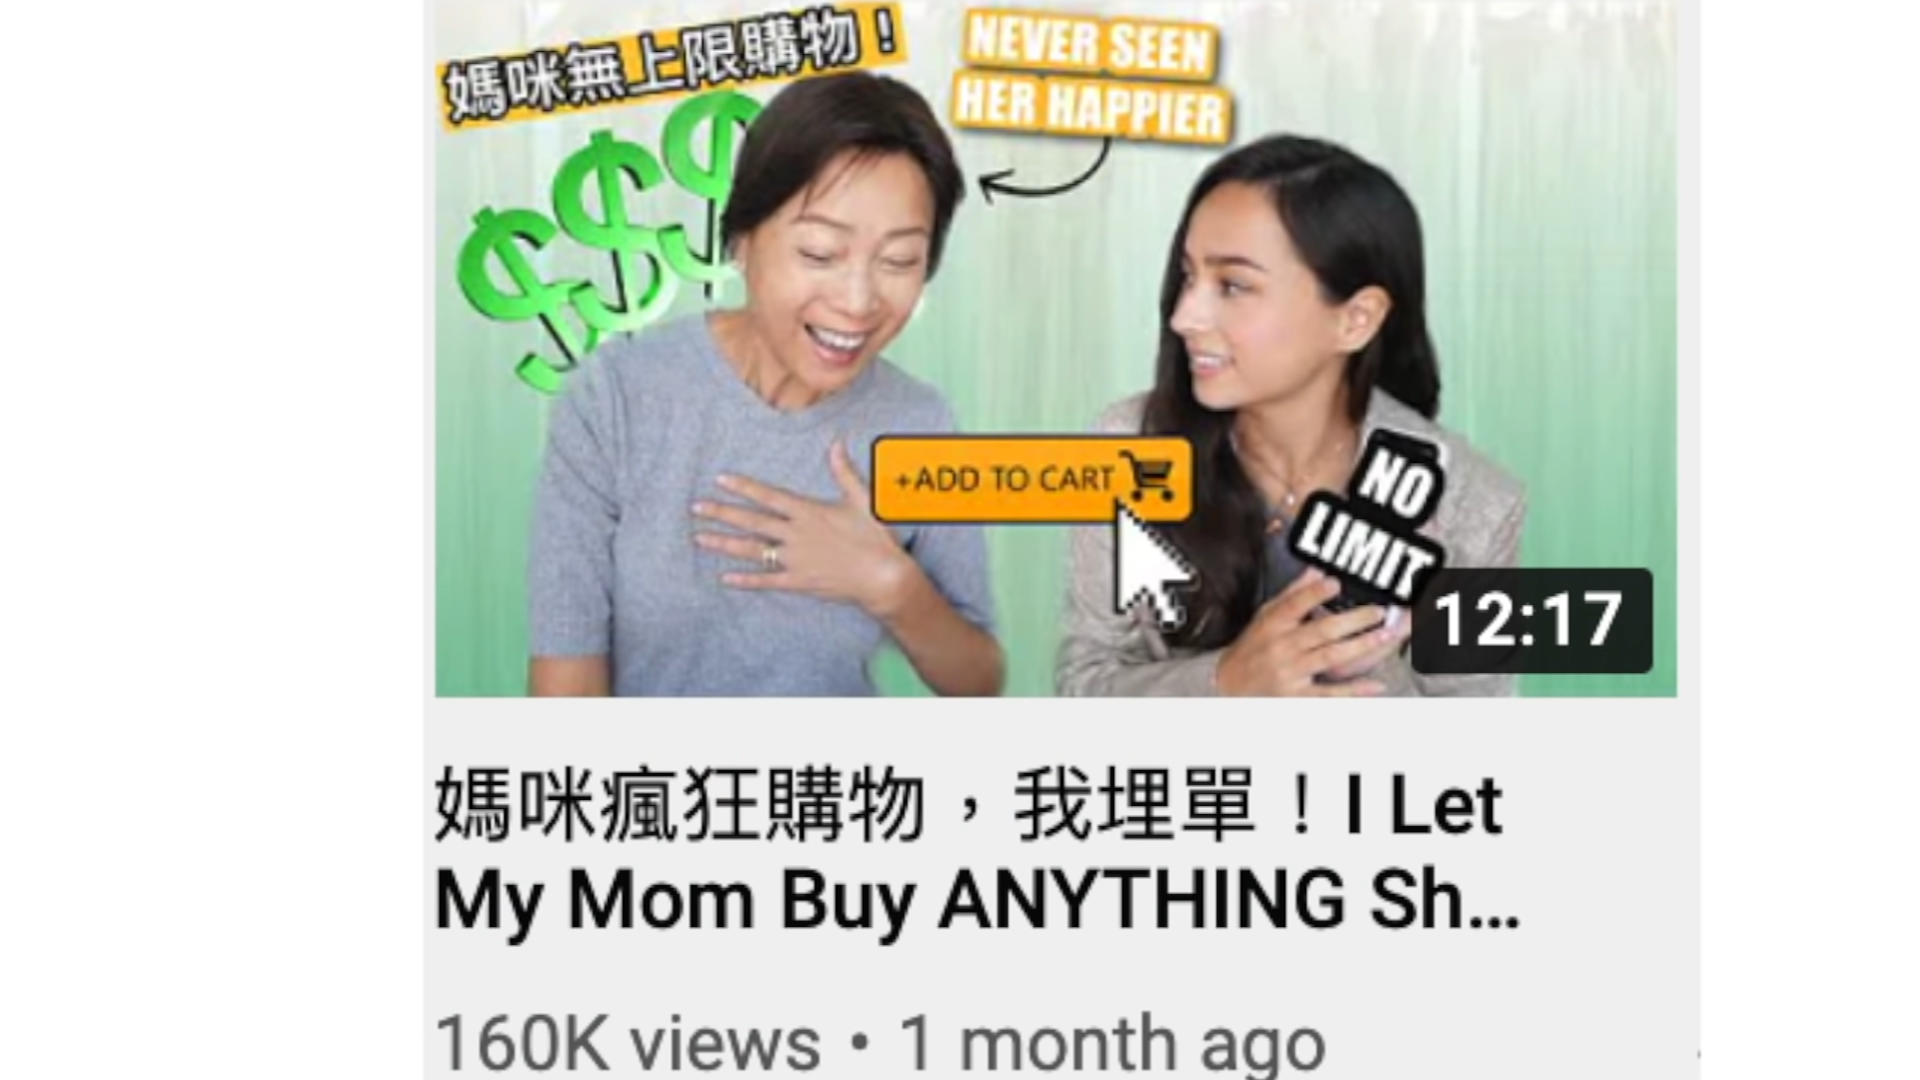 媽咪無上限購物！
NEVER SEEN
HER HAPPIER
+ADD TO CART
NO
LIMIT
12:17
媽咪瘋狂購物，我埋單！I Let
My Mom Buy ANYTHING Sh...
160K views • 1 month ago